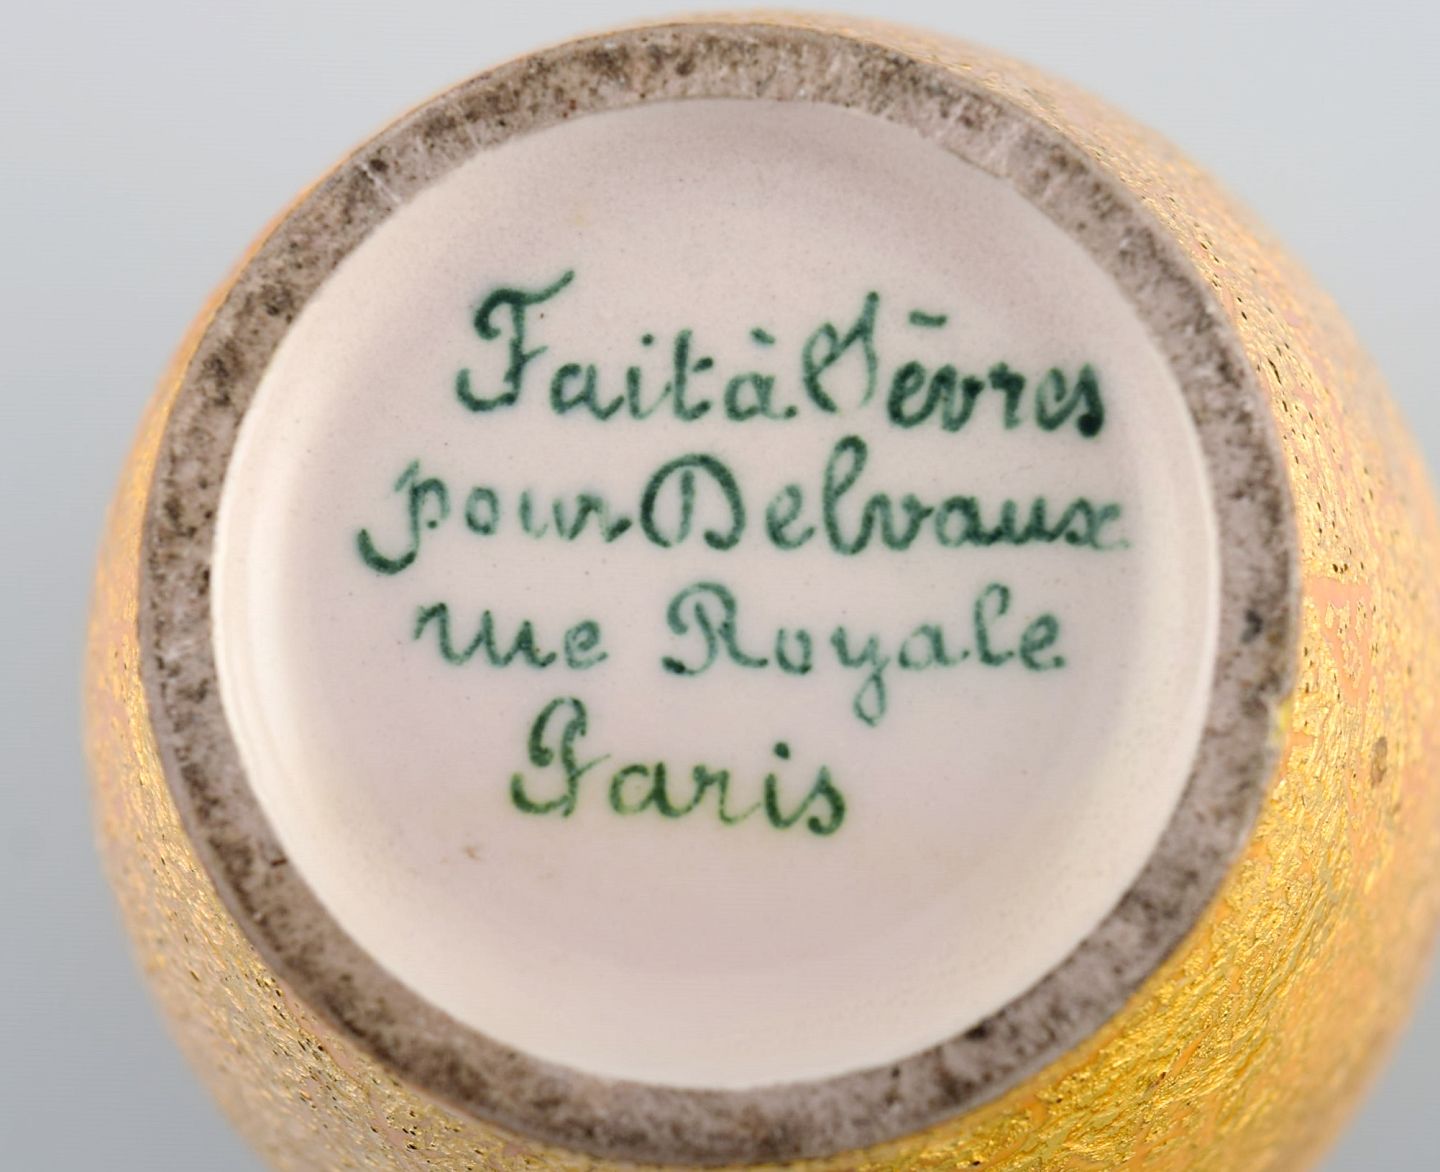 Fait à Sèvres
pour Delvaux
rue Royale
Paris